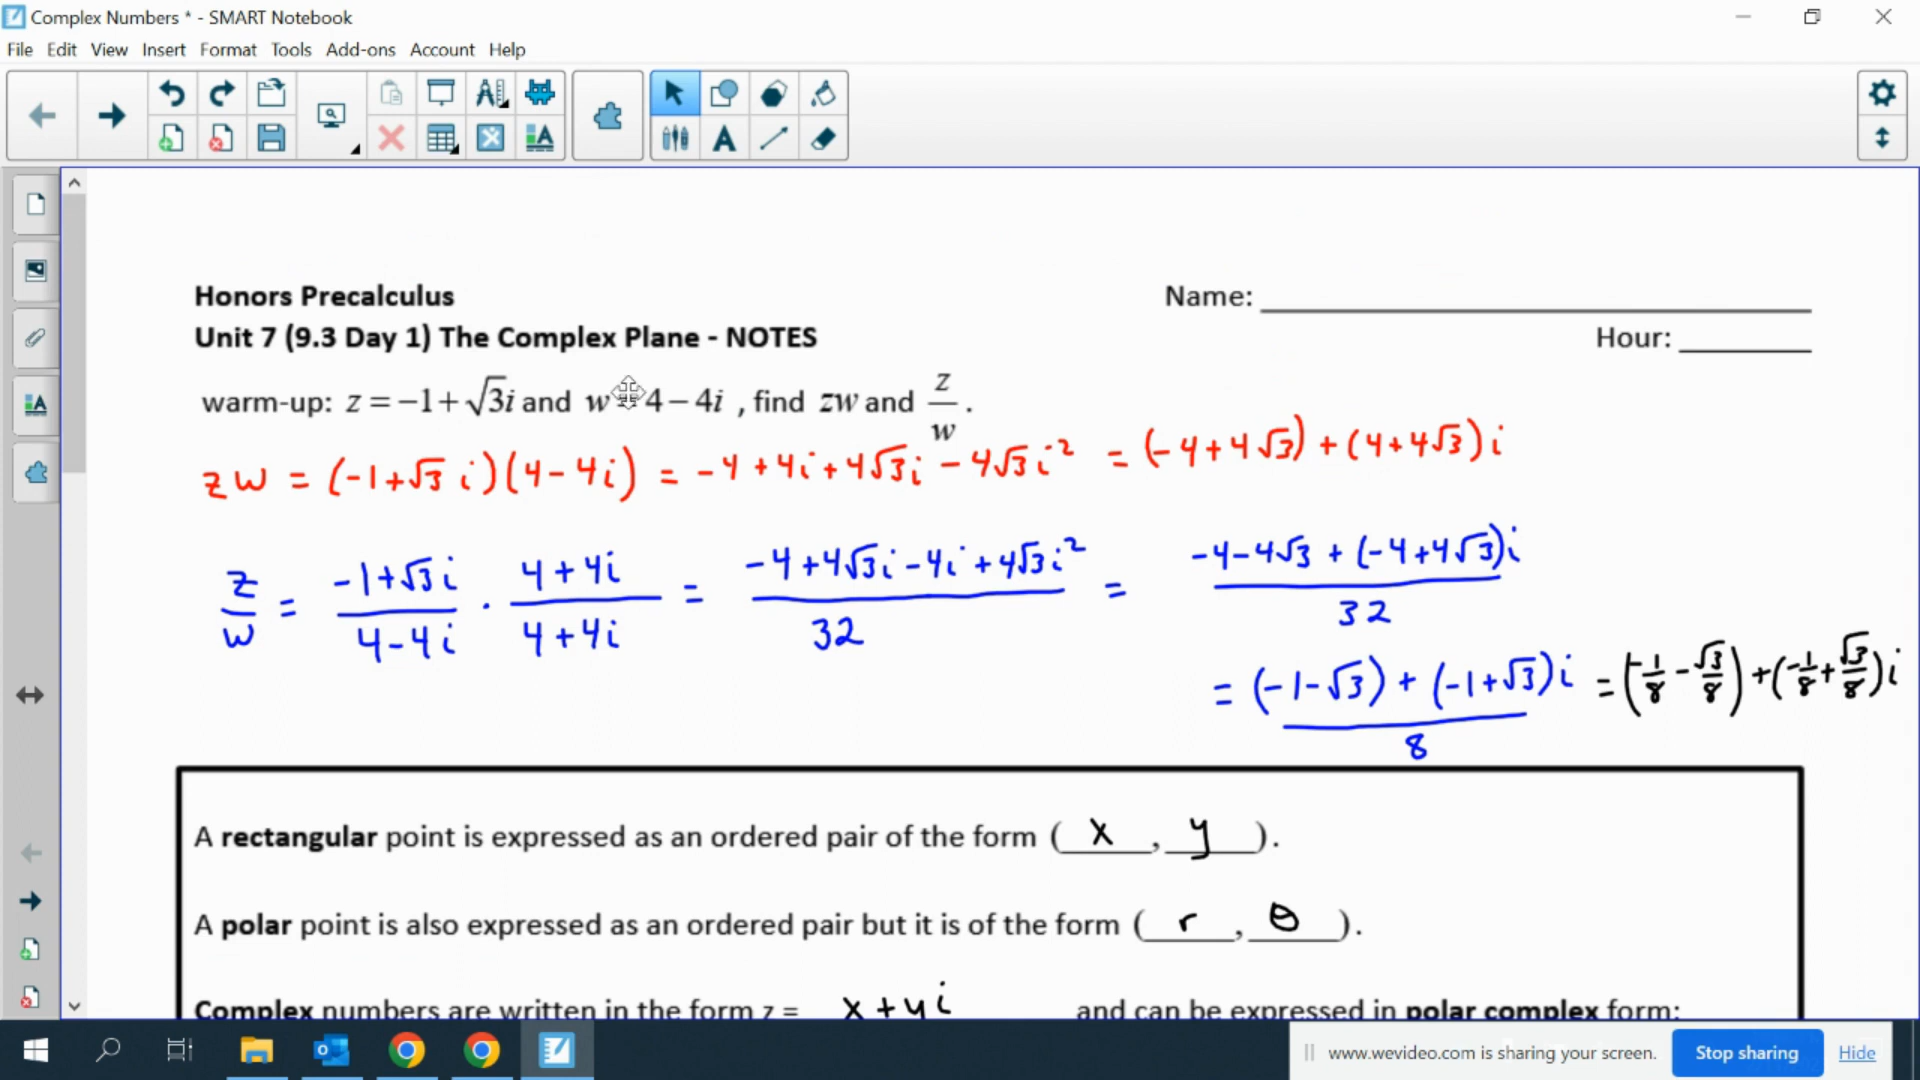 Complex Numbers * - SMART Notebook
File Edit View Insert Format Tools Add-ons Account Help
Honors Precalculus
Name: ____________
Unit 7 (9.3 Day 1) The Complex Plane - NOTES
Hour: ______
warm-up: z = −1 + √3i and w 4 − 4i , find zw and z/w .
zw = (-1+√3 i)(4-4i) = -4+4i+4√3i-4√3i² = (-4+4√3)+(4+4√3)i
z/w = (-1+√3i)/(4-4i) · (4+4i)/(4+4i) = (-4+4√3i-4i+4√3i²)/32 = (-4-4√3+(-4+4√3)i)/32
= ((-1-√3)+(-1+√3)i)/8 = (-1/8-√3/8)+(-1/8+√3/8)i
A rectangular point is expressed as an ordered pair of the form ( x , y ).
A polar point is also expressed as an ordered pair but it is of the form ( r , θ ).
Complex numbers are written in the form z = x+yi and can be expressed in polar complex form:
www.wevideo.com is sharing your screen. Stop sharing Hide